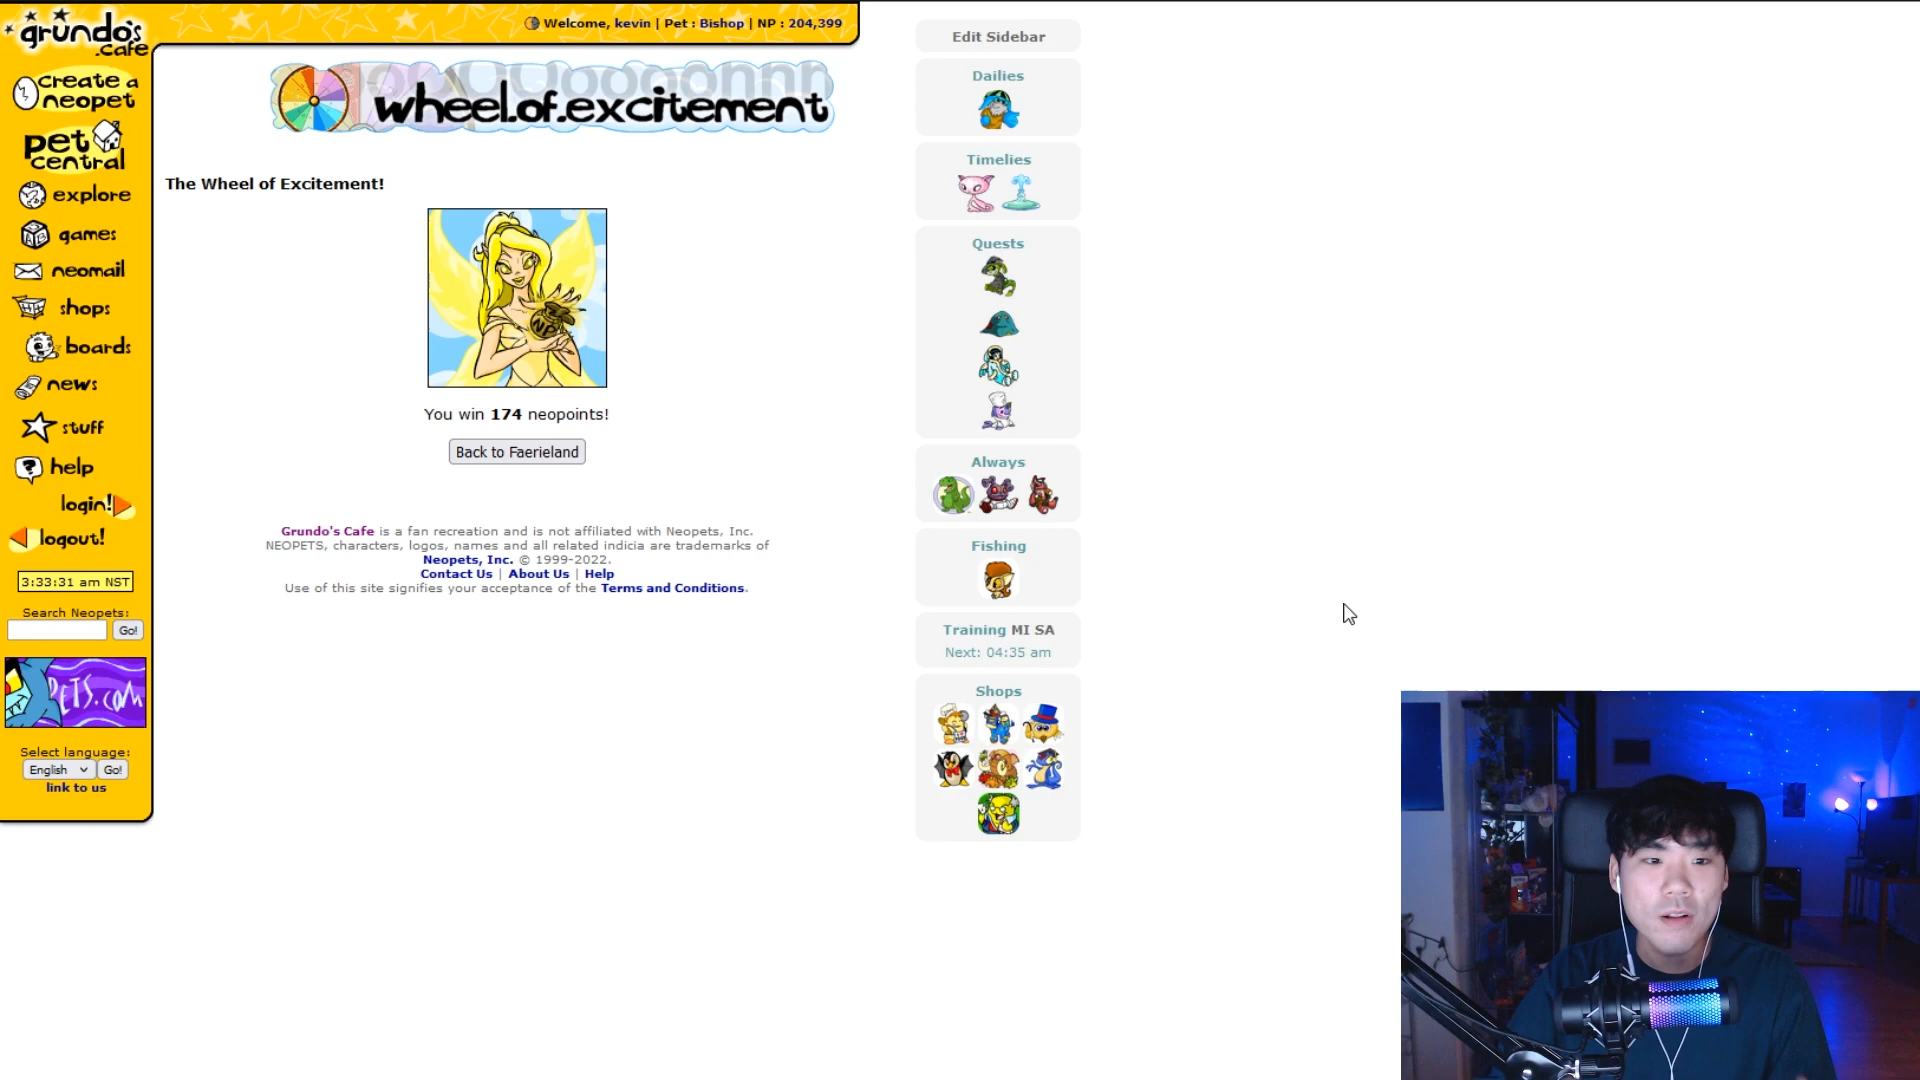 grundo's
.cafe
Welcome, kevin | Pet : Bishop | NP : 204,399
create a
neopet
pet
central
explore
games
neomail
shops
boards
news
stuff
help
login!
logout!
3:33:31 am NST
Search Neopets:
Go!
PETS.COM
Select language:
English Go!
link to us
wheel.of.excitement
The Wheel of Excitement!
NP
You win 174 neopoints!
Back to Faerieland
Grundo's Cafe is a fan recreation and is not affiliated with Neopets, Inc.
NEOPETS, characters, logos, names and all related indicia are trademarks of
Neopets, Inc. © 1999-2022.
Contact Us | About Us | Help
Use of this site signifies your acceptance of the Terms and Conditions.
Edit Sidebar
Dailies
Timelies
Quests
Always
Fishing
Training MI SA
Next: 04:35 am
Shops